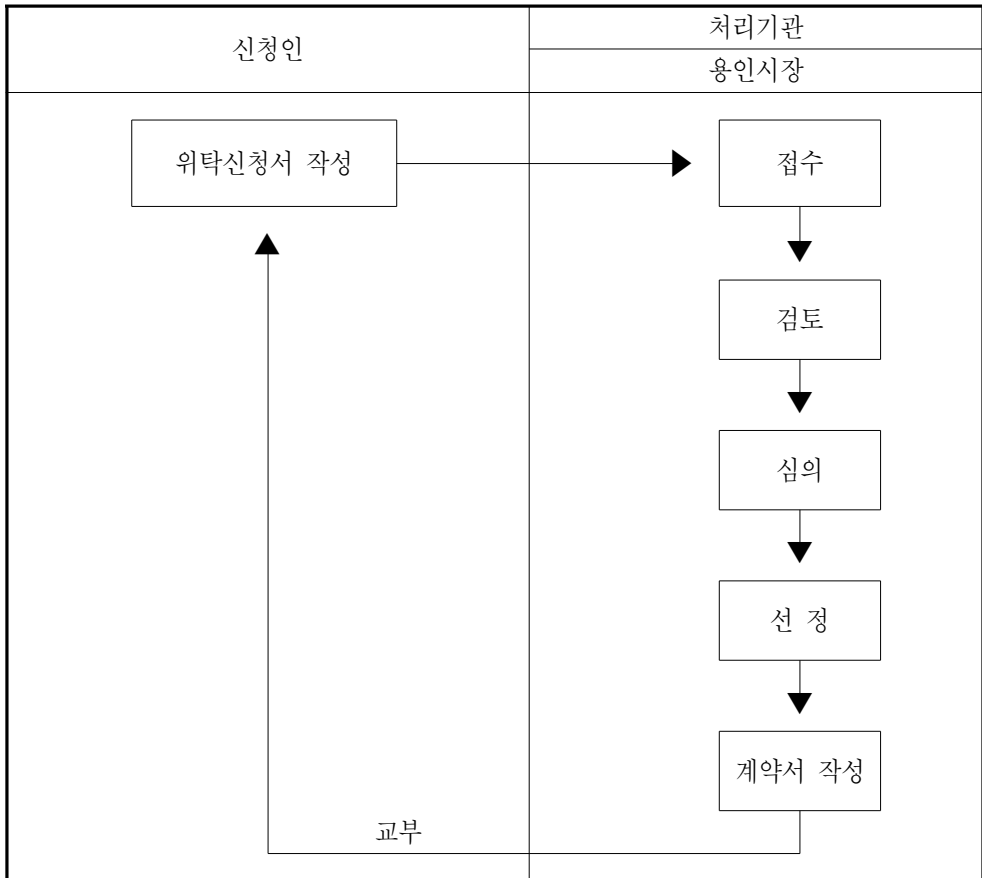 신청인
처리기관
용인시장
위탁신청서 작성
접수
검토
심의
선 정
계약서 작성
교부